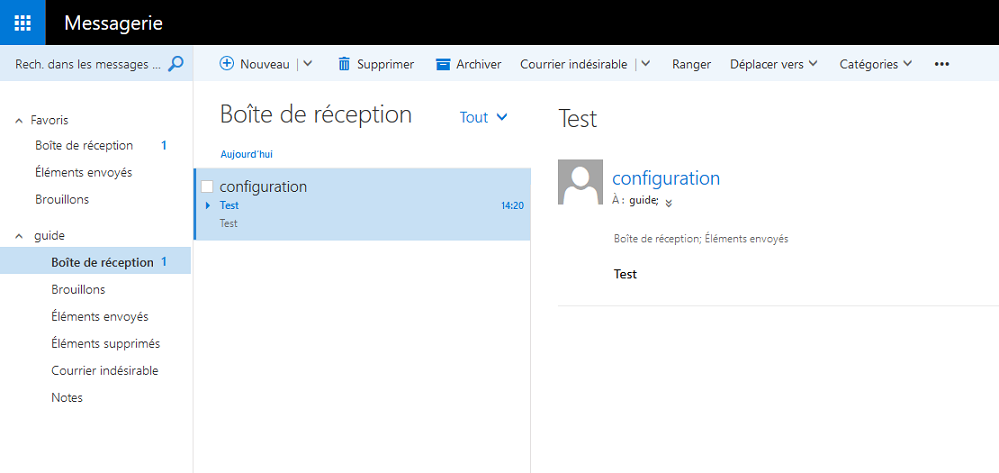 Messagerie
Rech. dans les messages ...
Nouveau
Supprimer
Archiver
Courrier indésirable
Ranger
Déplacer vers
Catégories
•••
Favoris
Boîte de réception 1
Éléments envoyés
Brouillons
guide
Boîte de réception 1
Brouillons
Éléments envoyés
Éléments supprimés
Courrier indésirable
Notes
Boîte de réception
Tout
Aujourd'hui
configuration
Test 14:20
Test
Test
configuration
À : guide;
Boîte de réception; Éléments envoyés
Test